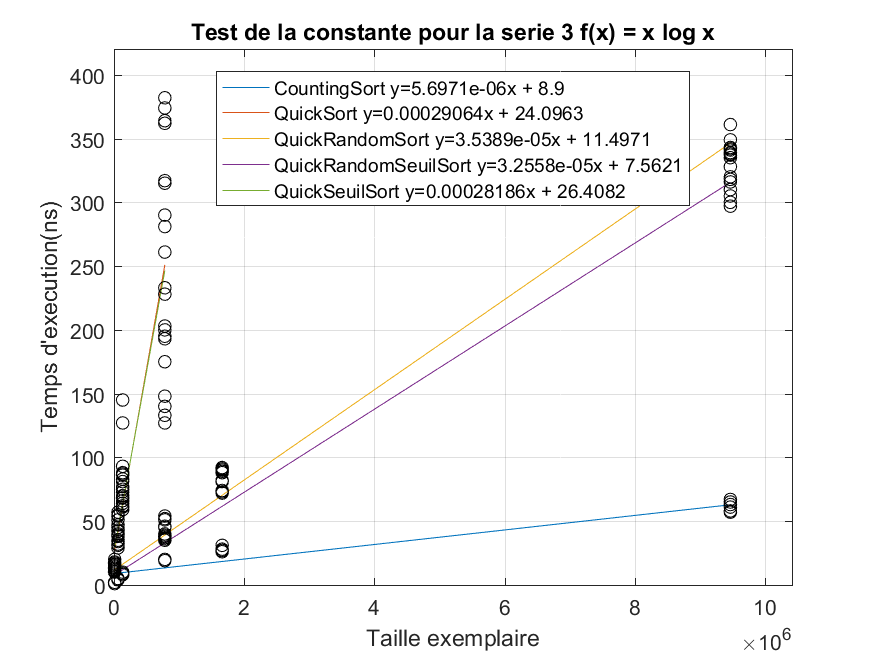 Test de la constante pour la serie 3 f(x) = x log x
CountingSort y=5.6971e-06x + 8.9
QuickSort y=0.00029064x + 24.0963
QuickRandomSort y=3.5389e-05x + 11.4971
QuickRandomSeuilSort y=3.2558e-05x + 7.5621
QuickSeuilSort y=0.00028186x + 26.4082
Temps d'execution(ns)
400
350
300
250
200
150
100
50
0
0 2 4 6 8 10
×10^6
Taille exemplaire